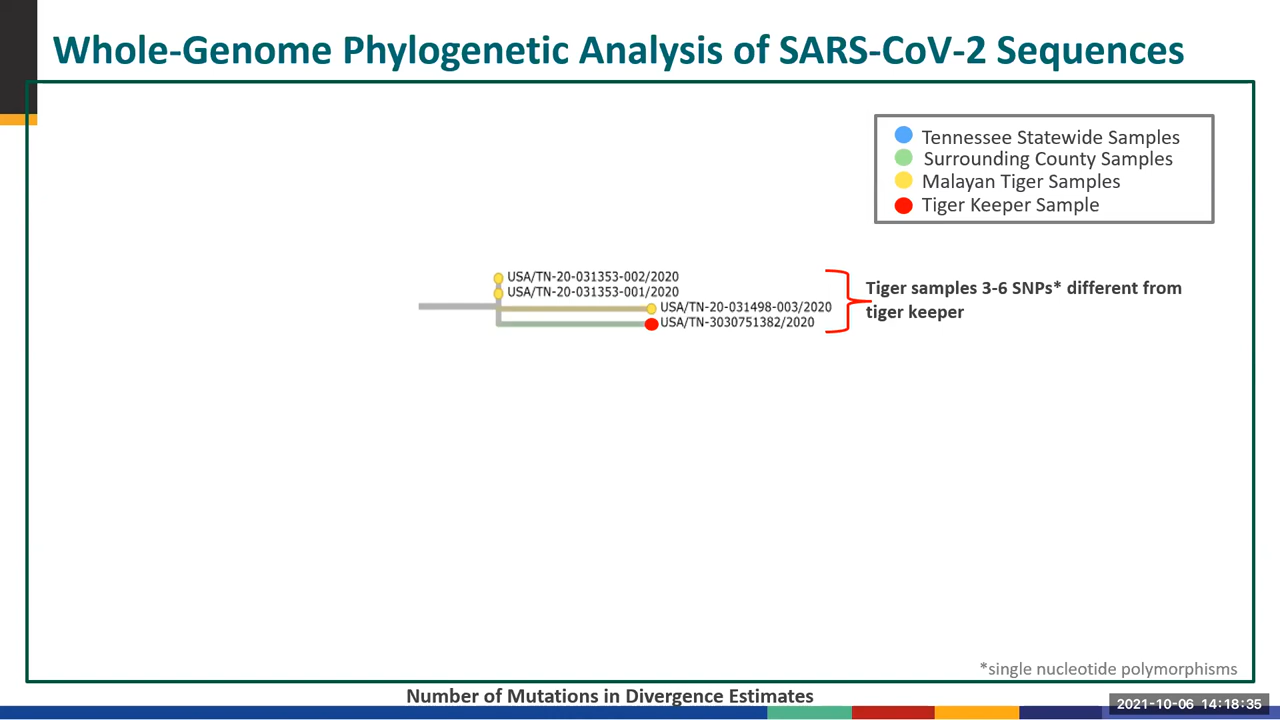 Whole-Genome Phylogenetic Analysis of SARS-CoV-2 Sequences
Tennessee Statewide Samples
Surrounding County Samples
Malayan Tiger Samples
Tiger Keeper Sample
USA/TN-20-031353-002/2020
USA/TN-20-031353-001/2020
USA/TN-20-031498-003/2020
USA/TN-3030751382/2020
Tiger samples 3-6 SNPs* different from
tiger keeper
*single nucleotide polymorphisms
Number of Mutations in Divergence Estimates
2021-10-06 14:18:35